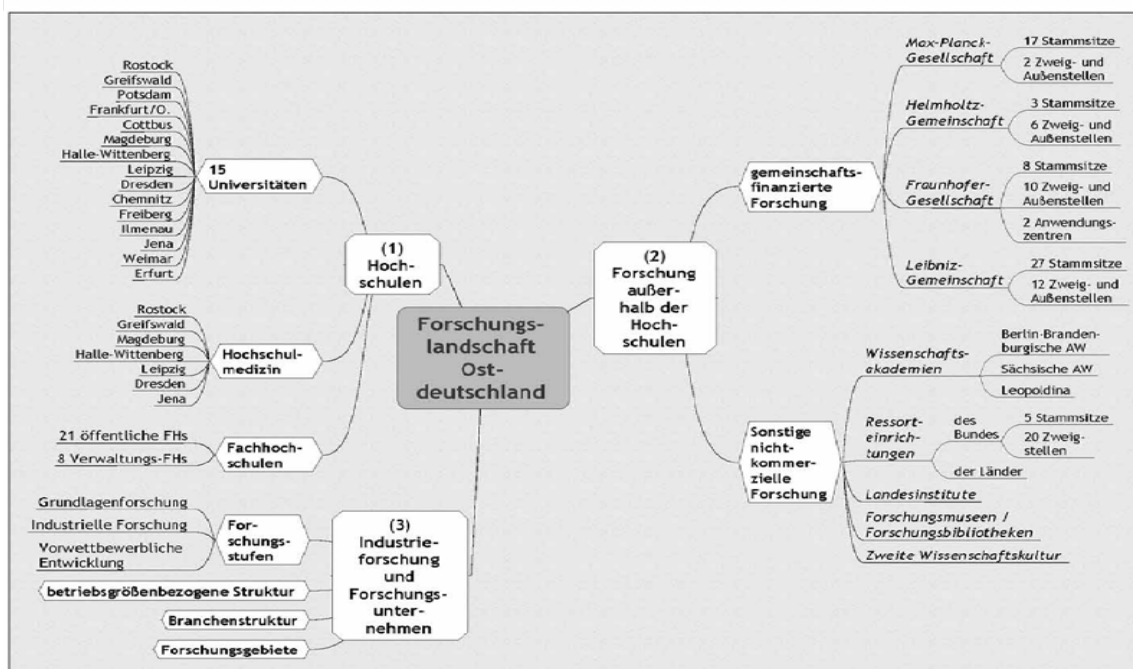 Forschungs-
landschaft
Ost-
deutschland
(1)
Hoch-
schulen
15
Universitäten
Rostock
Greifswald
Potsdam
Frankfurt/O.
Cottbus
Magdeburg
Halle-Wittenberg
Leipzig
Dresden
Chemnitz
Freiberg
Ilmenau
Jena
Weimar
Erfurt
Hochschul-
medizin
Rostock
Greifswald
Magdeburg
Halle-Wittenberg
Leipzig
Dresden
Jena
Fachhoch-
schulen
21 öffentliche FHs
8 Verwaltungs-FHs
(2)
Forschung
außer-
halb der
Hoch-
schulen
gemeinschafts-
finanzierte
Forschung
Max-Planck-
Gesellschaft
17 Stammsitze
2 Zweig- und
Außenstellen
Helmholtz-
Gemeinschaft
3 Stammsitze
6 Zweig- und
Außenstellen
Fraunhofer-
Gesellschaft
8 Stammsitze
10 Zweig- und
Außenstellen
2 Anwendungs-
zentren
Leibniz-
Gemeinschaft
27 Stammsitze
12 Zweig- und
Außenstellen
Sonstige
nicht-
kommer-
zielle
Forschung
Wissenschafts-
akademien
Berlin-Branden-
burgische AW
Sächsische AW
Leopoldina
Ressort-
einrich-
tungen
des
Bundes
5 Stammsitze
20 Zweig-
stellen
der Länder
Landesinstitute
Forschungsmuseen /
Forschungsbibliotheken
Zweite Wissenschaftskultur
(3)
Industrie-
forschung
und
Forschungs-
unter-
nehmen
For-
schungs-
stufen
Grundlagenforschung
Industrielle Forschung
Vorwettbewerbliche
Entwicklung
betriebsgrößenbezogene Struktur
Branchenstruktur
Forschungsgebiete